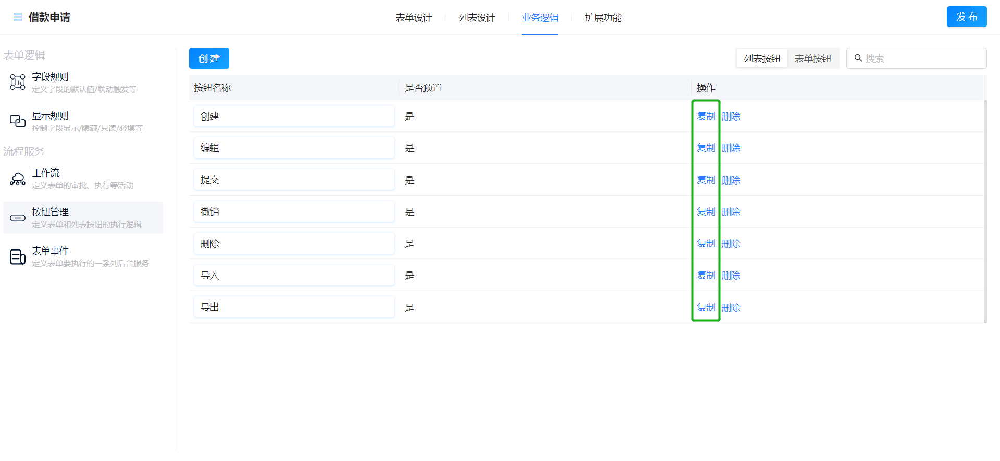 借款申请
表单设计
列表设计
业务逻辑
扩展功能
发布
表单逻辑
字段规则
定义字段的默认值/联动触发等
显示规则
控制字段显示/隐藏/只读/必填等
流程服务
工作流
定义表单的审批、执行等活动
按钮管理
定义表单和列表按钮的执行逻辑
表单事件
定义表单要执行的一系列后台服务
创建
列表按钮
表单按钮
搜索
按钮名称 是否预置 操作
创建 是 复制 删除
编辑 是 复制 删除
提交 是 复制 删除
撤销 是 复制 删除
删除 是 复制 删除
导入 是 复制 删除
导出 是 复制 删除